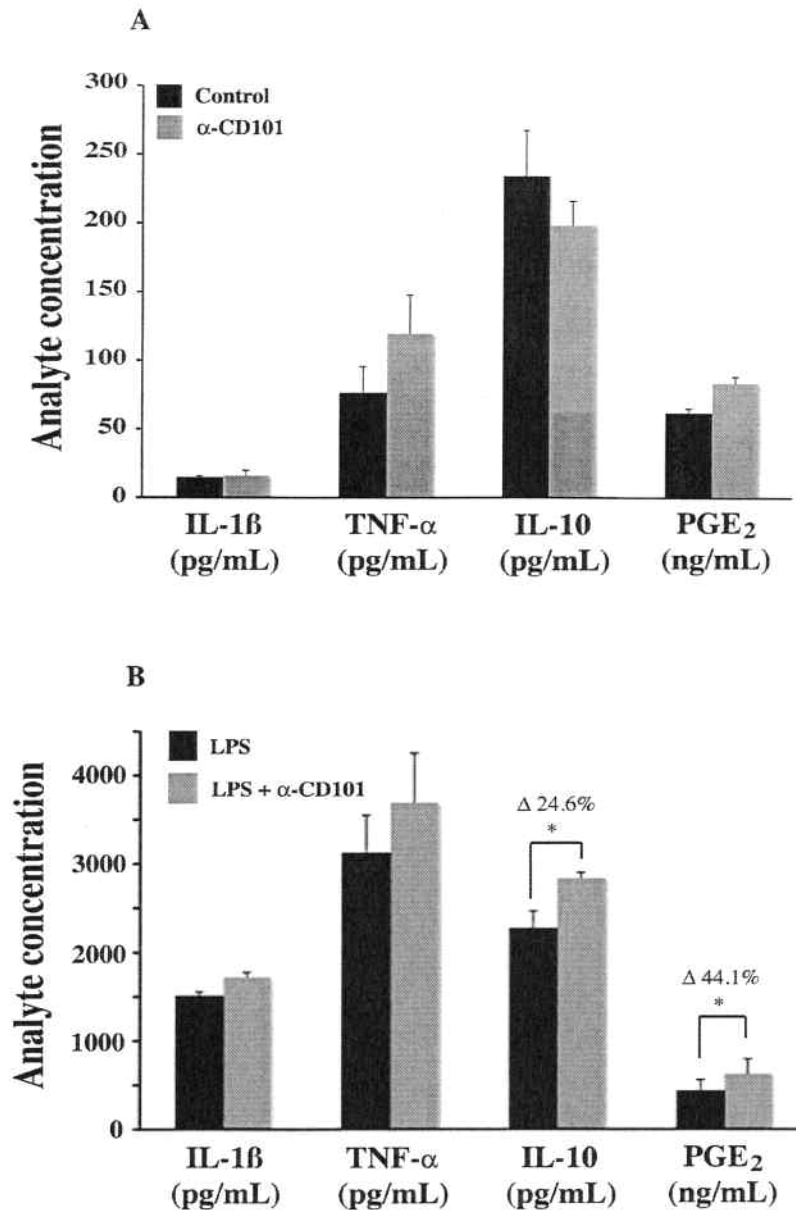 A
Analyte concentration
300
250
200
150
100
50
0
Control
α-CD101
IL-1ß
(pg/mL)
TNF-α
(pg/mL)
IL-10
(pg/mL)
PGE₂
(ng/mL)
B
Analyte concentration
4000
3000
2000
1000
0
LPS
LPS + α-CD101
Δ 24.6%
*
Δ 44.1%
*
IL-1ß
(pg/mL)
TNF-α
(pg/mL)
IL-10
(pg/mL)
PGE₂
(ng/mL)